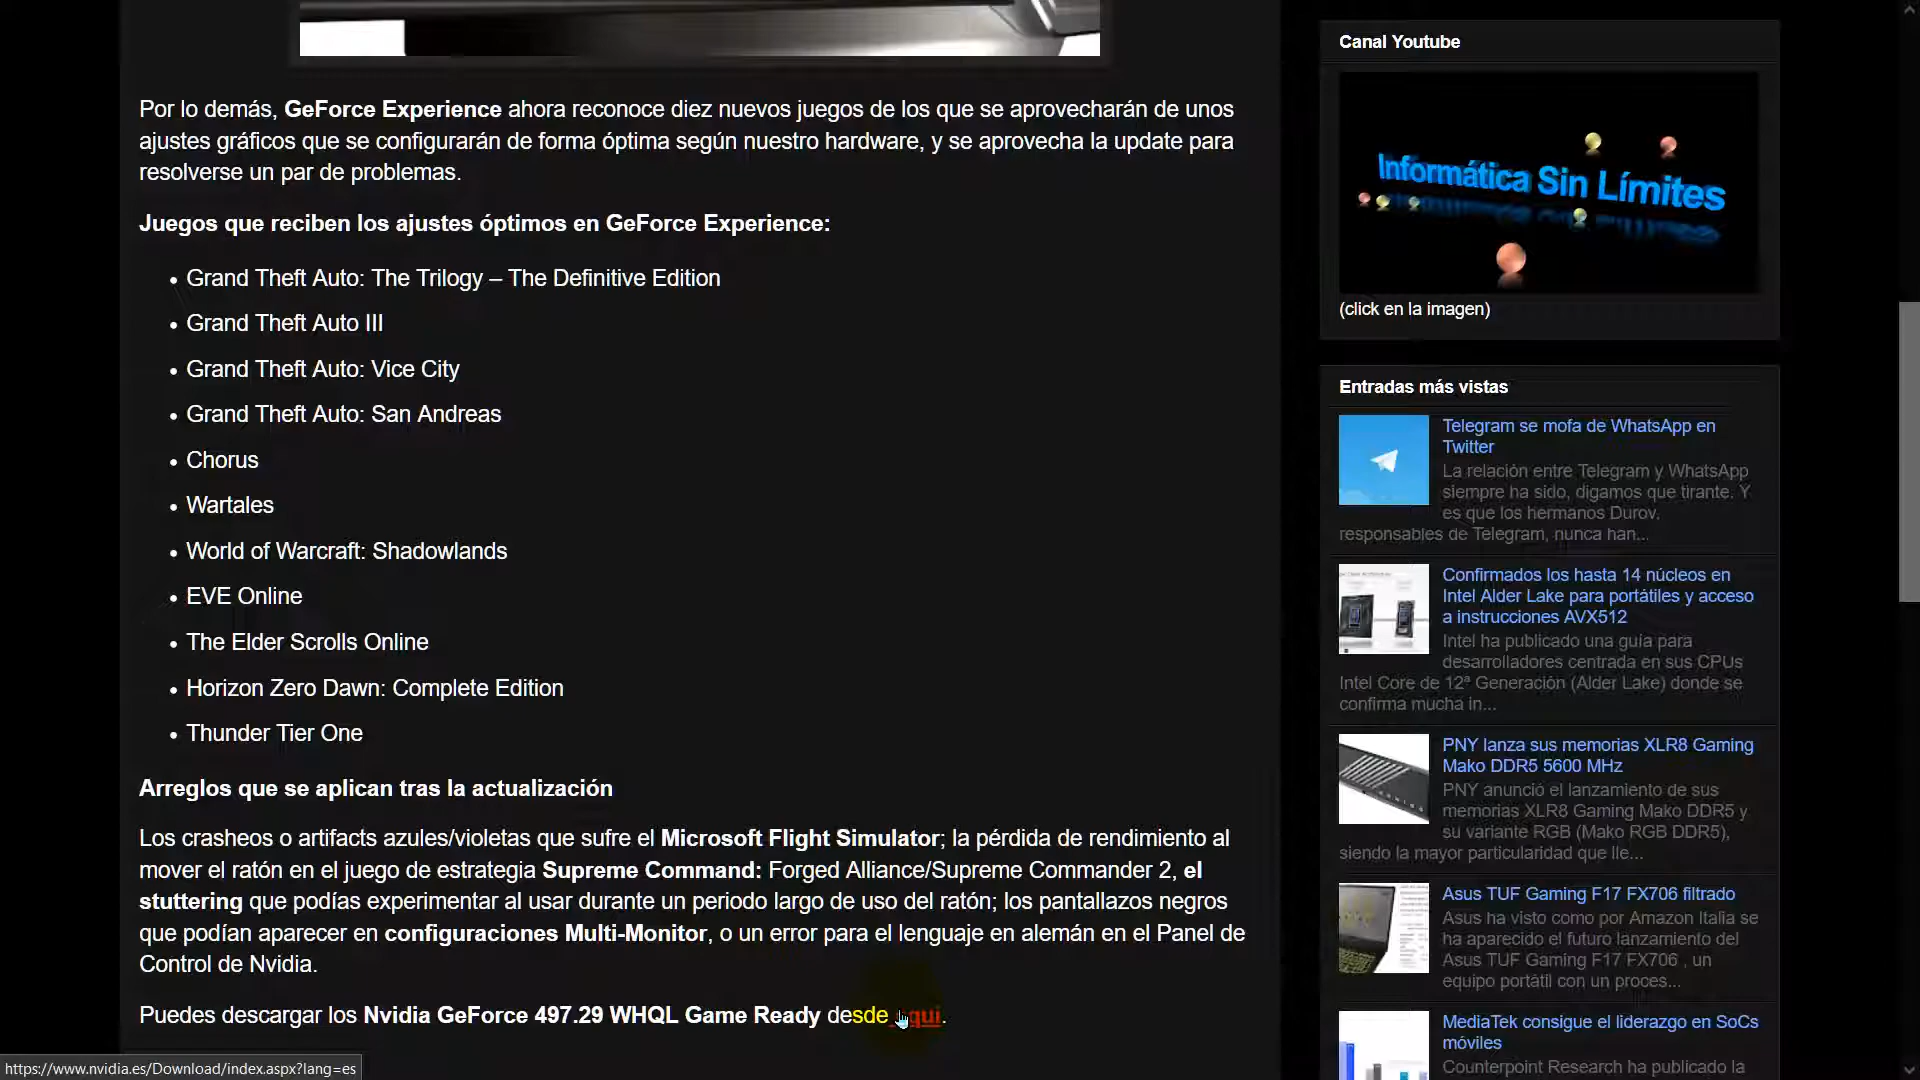 Por lo demás, GeForce Experience ahora reconoce diez nuevos juegos de los que se aprovecharán de unos
ajustes gráficos que se configurarán de forma óptima según nuestro hardware, y se aprovecha la update para
resolverse un par de problemas.
Juegos que reciben los ajustes óptimos en GeForce Experience:
Grand Theft Auto: The Trilogy – The Definitive Edition
Grand Theft Auto III
Grand Theft Auto: Vice City
Grand Theft Auto: San Andreas
Chorus
Wartales
World of Warcraft: Shadowlands
EVE Online
The Elder Scrolls Online
Horizon Zero Dawn: Complete Edition
Thunder Tier One
Arreglos que se aplican tras la actualización
Los crasheos o artifacts azules/violetas que sufre el Microsoft Flight Simulator; la pérdida de rendimiento al
mover el ratón en el juego de estrategia Supreme Command: Forged Alliance/Supreme Commander 2, el
stuttering que podías experimentar al usar durante un periodo largo de uso del ratón; los pantallazos negros
que podían aparecer en configuraciones Multi-Monitor, o un error para el lenguaje en alemán en el Panel de
Control de Nvidia.
Puedes descargar los Nvidia GeForce 497.29 WHQL Game Ready desde aquí.
https://www.nvidia.es/Download/index.aspx?lang=es
Canal Youtube
Informática Sin Límites
(click en la imagen)
Entradas más vistas
Telegram se mofa de WhatsApp en
Twitter
La relación entre Telegram y WhatsApp
siempre ha sido, digamos que tirante. Y
es que los hermanos Durov,
responsables de Telegram, nunca han...
Confirmados los hasta 14 núcleos en
Intel Alder Lake para portátiles y acceso
a instrucciones AVX512
Intel ha publicado una guía para
desarrolladores centrada en sus CPUs
Intel Core de 12ª Generación (Alder Lake) donde se
confirma mucha in...
PNY lanza sus memorias XLR8 Gaming
Mako DDR5 5600 MHz
PNY anunció el lanzamiento de sus
memorias XLR8 Gaming Mako DDR5 y
su variante RGB (Mako RGB DDR5),
siendo la mayor particularidad que lle...
Asus TUF Gaming F17 FX706 filtrado
Asus ha visto como por Amazon Italia se
ha aparecido el futuro lanzamiento del
Asus TUF Gaming F17 FX706 , un
equipo portátil con un proces...
MediaTek consigue el liderazgo en SoCs
móviles
Counterpoint Research ha publicado la